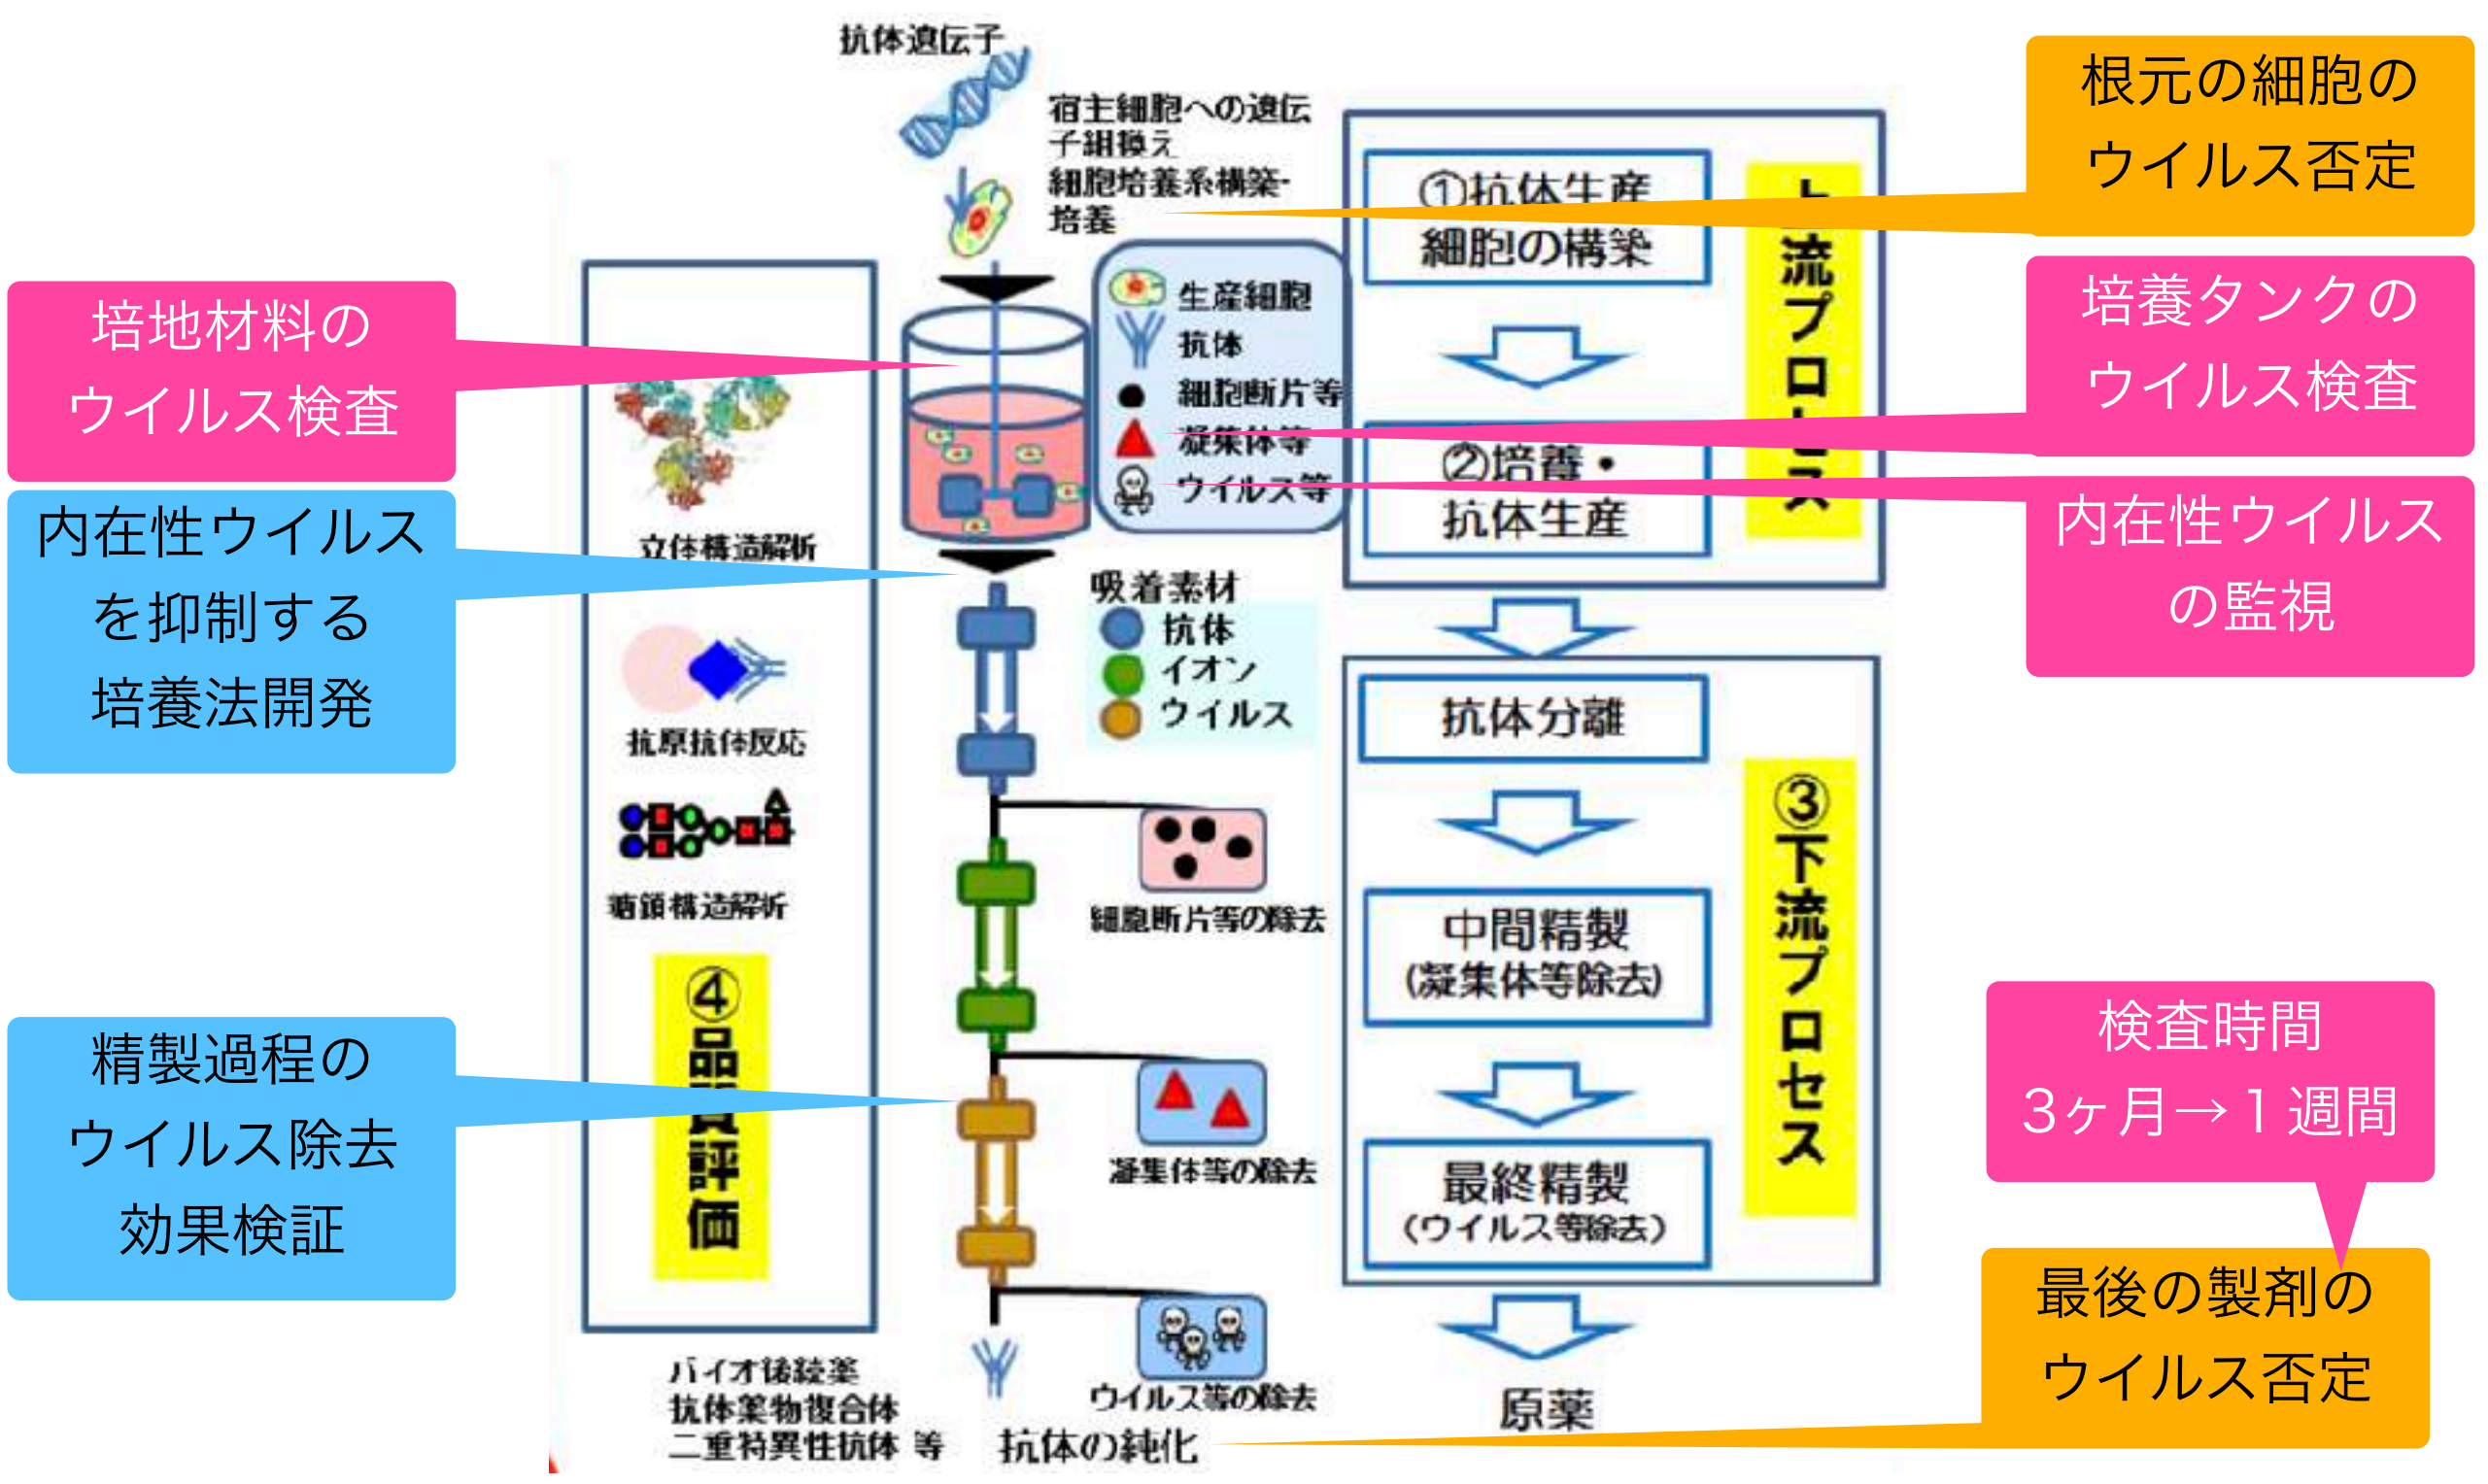 抗体遺伝子
宿主細胞への遺伝
子組換え
細胞培養系構築-
培養
根元の細胞の
ウイルス否定
①抗体生産
細胞の構築
上流プロセス
培地材料の
ウイルス検査
生産細胞
抗体
細胞断片等
凝集体等
ウイルス等
培養タンクの
ウイルス検査
②培養・
抗体生産
内在性ウイルス
の監視
内在性ウイルス
を抑制する
培養法開発
立体構造解析
抗原抗体反応
糖鎖構造解析
④品質評価
吸着素材
抗体
イオン
ウイルス
抗体分離
細胞断片等の除去
中間精製
(凝集体等除去)
③下流プロセス
凝集体等の除去
最終精製
(ウイルス等除去)
精製過程の
ウイルス除去
効果検証
検査時間
3ヶ月→1週間
最後の製剤の
ウイルス否定
ウイルス等の除去
原薬
バイオ後続薬
抗体薬物複合体
二重特異性抗体 等
抗体の純化